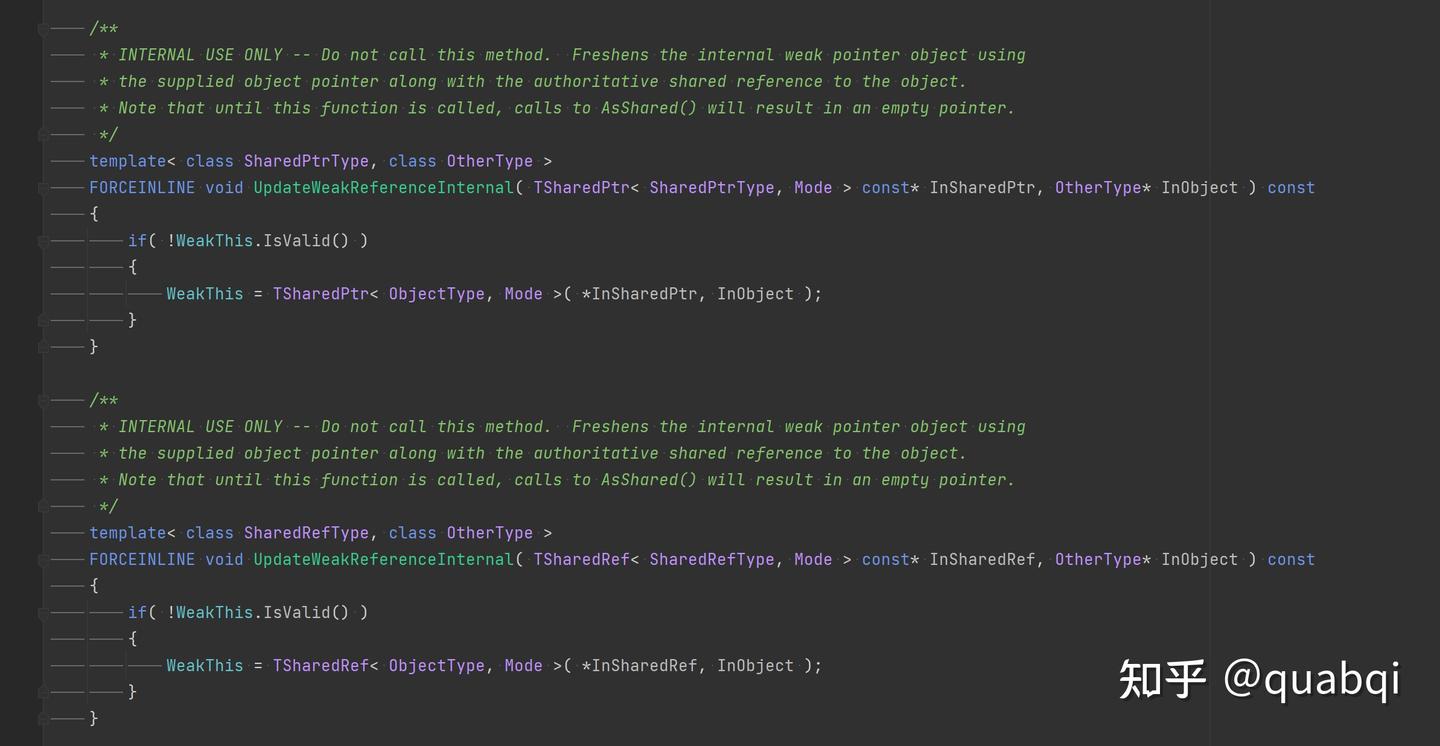 /**
* INTERNAL USE ONLY -- Do not call this method.  Freshens the internal weak pointer object using
* the supplied object pointer along with the authoritative shared reference to the object.
* Note that until this function is called, calls to AsShared() will result in an empty pointer.
*/
template< class SharedPtrType, class OtherType >
FORCEINLINE void UpdateWeakReferenceInternal( TSharedPtr< SharedPtrType, Mode > const* InSharedPtr, OtherType* InObject ) const
{
if( !WeakThis.IsValid() )
{
WeakThis = TSharedPtr< ObjectType, Mode >( *InSharedPtr, InObject );
}
}
/**
* INTERNAL USE ONLY -- Do not call this method.  Freshens the internal weak pointer object using
* the supplied object pointer along with the authoritative shared reference to the object.
* Note that until this function is called, calls to AsShared() will result in an empty pointer.
*/
template< class SharedRefType, class OtherType >
FORCEINLINE void UpdateWeakReferenceInternal( TSharedRef< SharedRefType, Mode > const* InSharedRef, OtherType* InObject ) const
{
if( !WeakThis.IsValid() )
{
WeakThis = TSharedRef< ObjectType, Mode >( *InSharedRef, InObject );
}
}
知乎 @quabqi